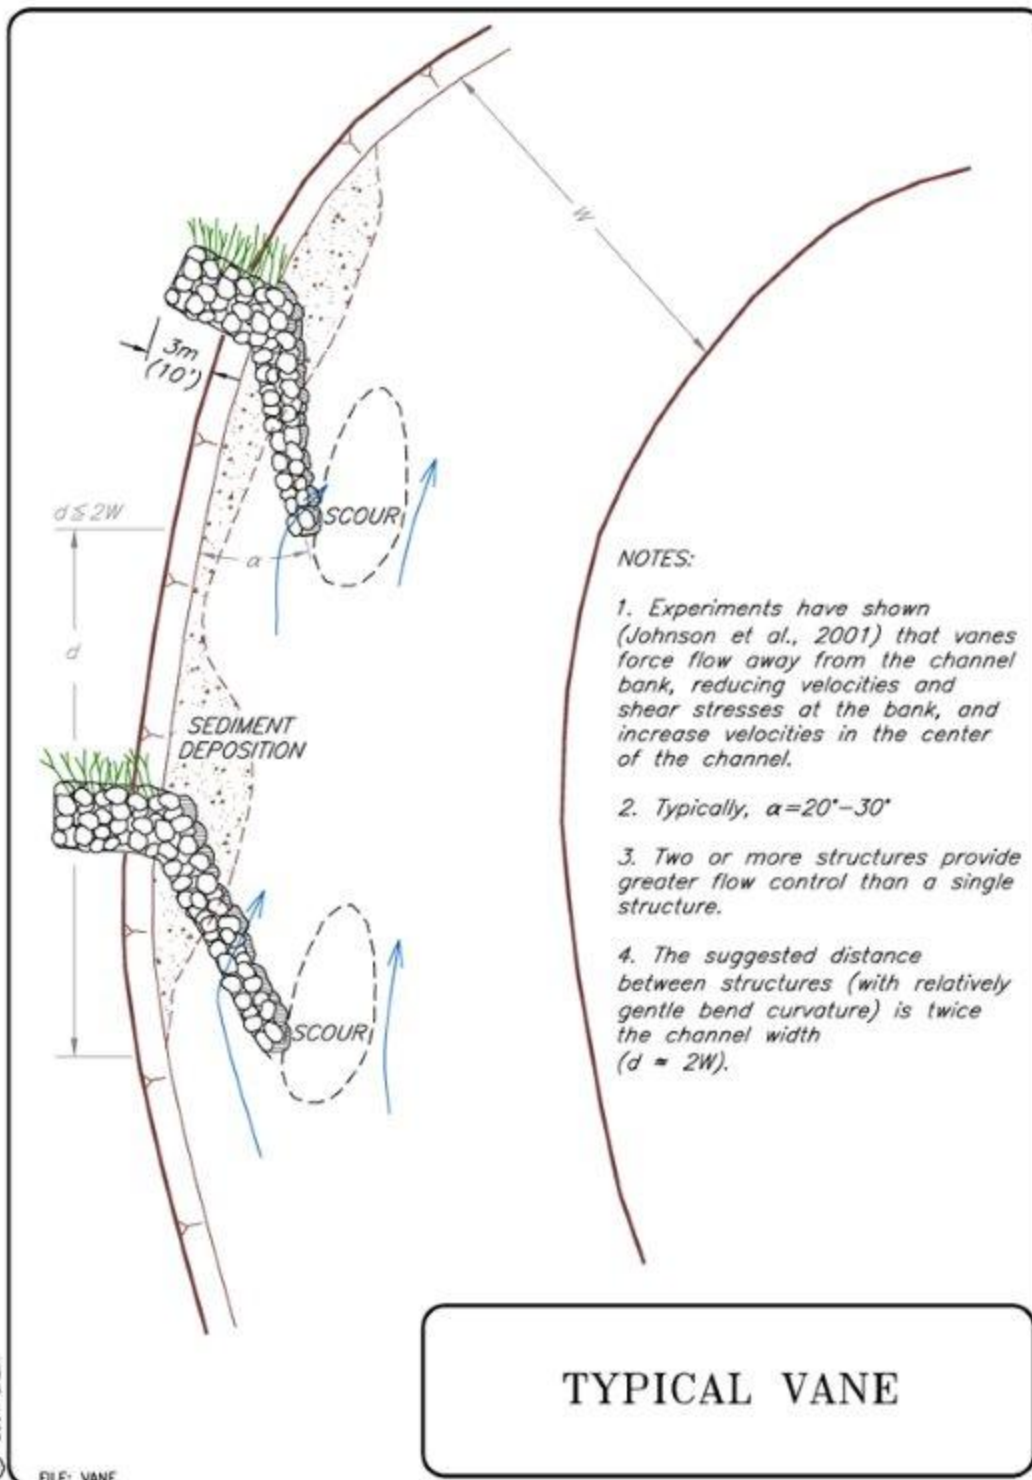 W
3m
(10')
SCOUR
d≤2W
α
d
SEDIMENT
DEPOSITION
SCOUR
NOTES:
1. Experiments have shown
(Johnson et al., 2001) that vanes
force flow away from the channel
bank, reducing velocities and
shear stresses at the bank, and
increase velocities in the center
of the channel.
2. Typically, α=20°-30°
3. Two or more structures provide
greater flow control than a single
structure.
4. The suggested distance
between structures (with relatively
gentle bend curvature) is twice
the channel width
(d ≈ 2W).
TYPICAL VANE
FILE: VANE